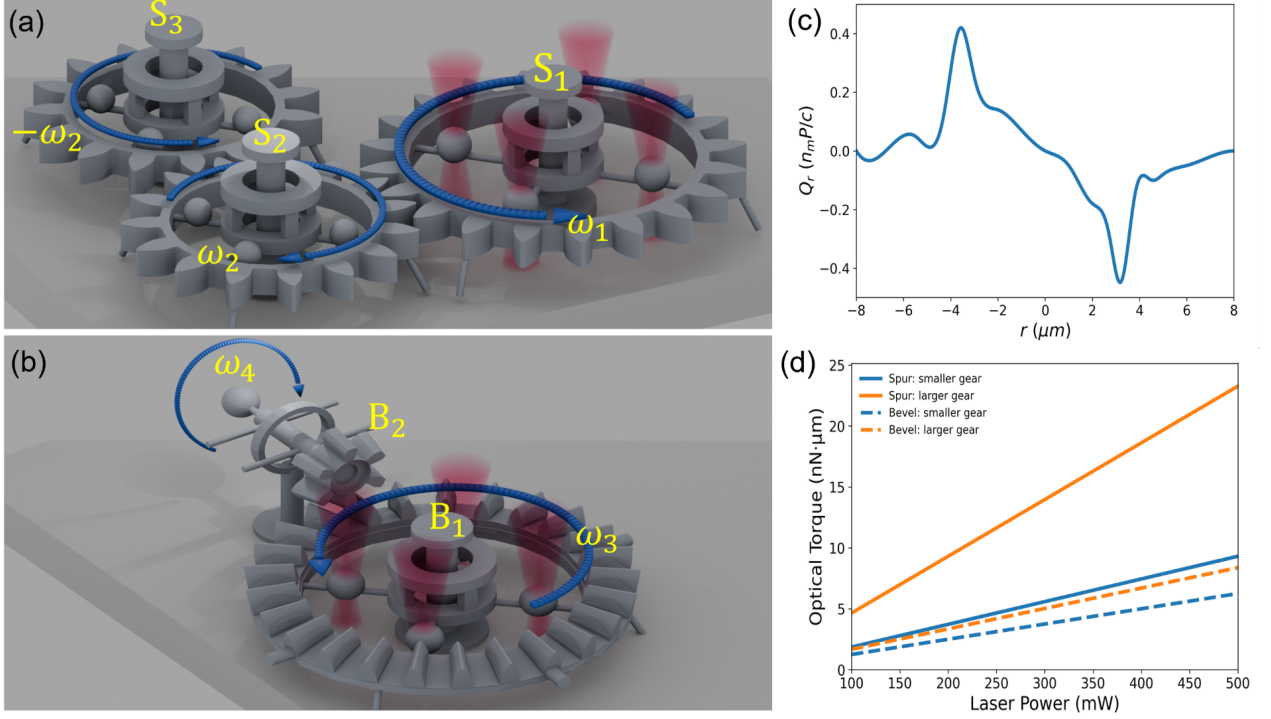 (a)
S₃
S₁
−ω₂
S₂
ω₂
ω₁
(b)
ω₄
B₂
B₁
ω₃
(c)
Qᵣ (nₘP/c)
0.4
0.2
0.0
−0.2
−0.4
−8 −6 −4 −2 0 2 4 6 8
r (μm)
(d)
Optical Torque (nN·μm)
25
20
15
10
5
0
Spur: smaller gear
Spur: larger gear
Bevel: smaller gear
Bevel: larger gear
100 150 200 250 300 350 400 450 500
Laser Power (mW)